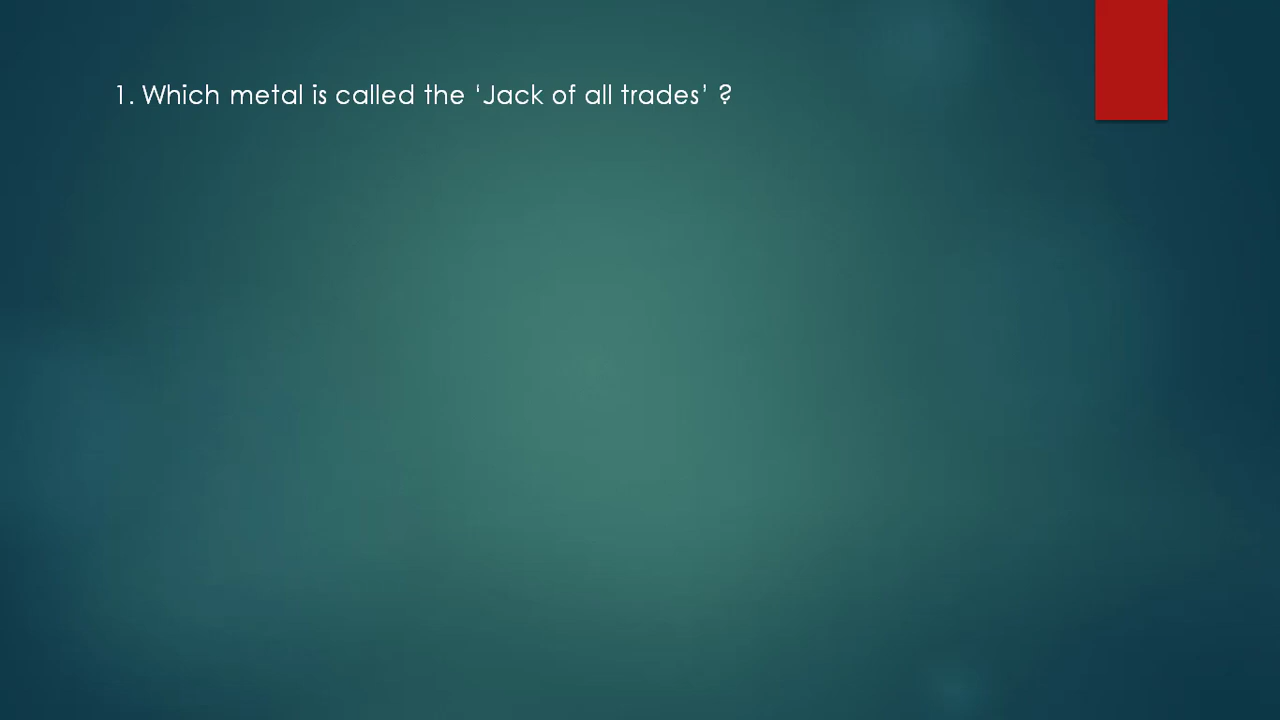 1. Which metal is called the ‘Jack of all trades’ ?